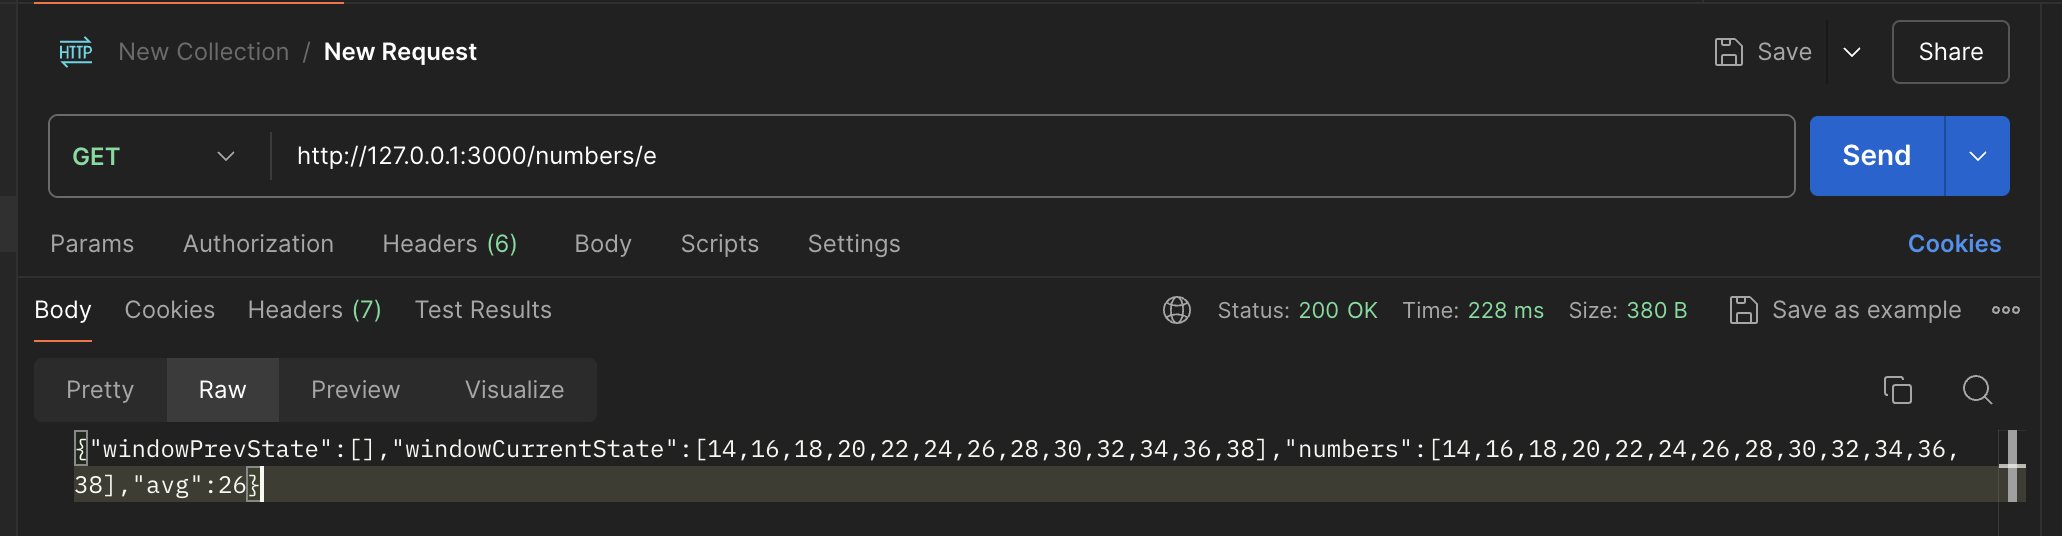 HTTP New Collection / New Request Save Share
GET http://127.0.0.1:3000/numbers/e Send
Params Authorization Headers (6) Body Scripts Settings Cookies
Body Cookies Headers (7) Test Results Status: 200 OK Time: 228 ms Size: 380 B Save as example
Pretty Raw Preview Visualize
{"windowPrevState":[],"windowCurrentState":[14,16,18,20,22,24,26,28,30,32,34,36,38],"numbers":[14,16,18,20,22,24,26,28,30,32,34,36,
38],"avg":26}